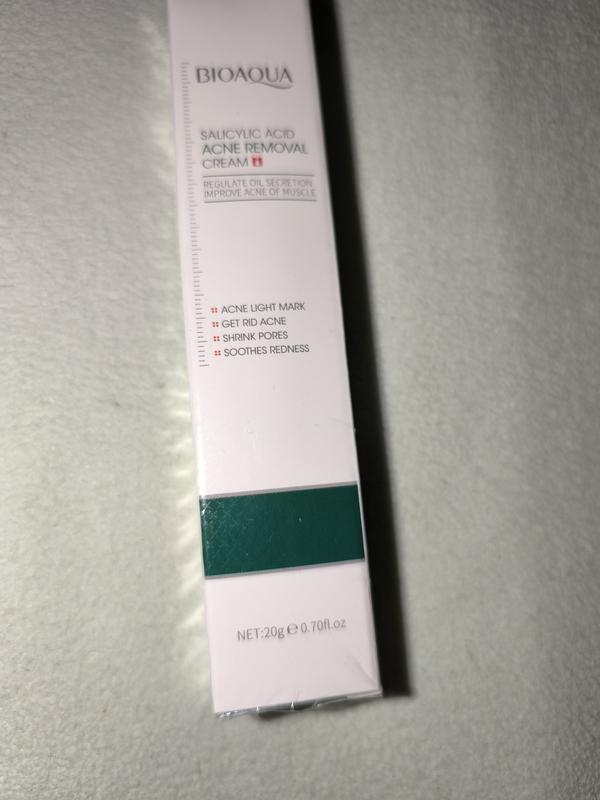 BIOAQUA
SALICYLIC ACID
ACNE REMOVAL
CREAM
REGULATE OIL SECRETION
IMPROVE ACNE OF MUSCLE
ACNE LIGHT MARK
GET RID ACNE
SHRINK PORES
SOOTHES REDNESS
NET:20g ℮ 0.70fl.oz